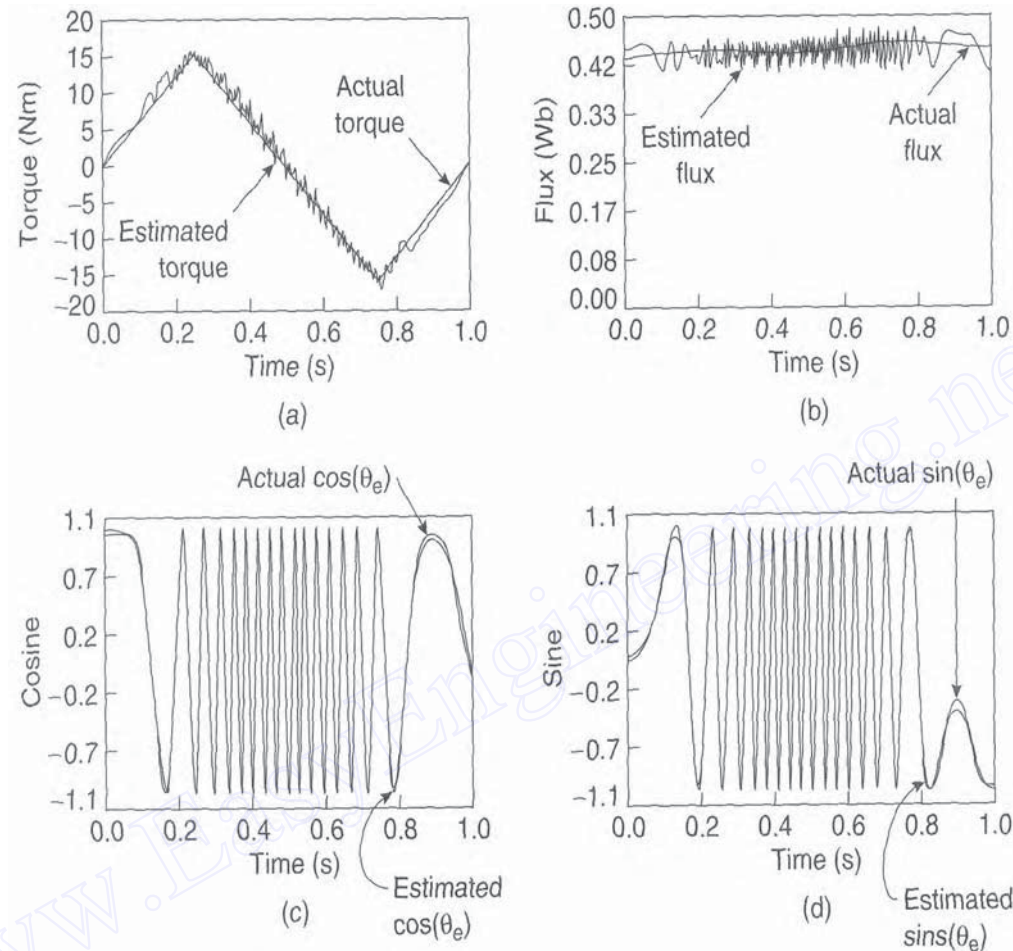 Torque (Nm)
20
15
10
5
0
−5
−10
−15
−20
0.0 0.2 0.4 0.6 0.8 1.0
Time (s)
Actual
torque
Estimated
torque
(a)
Flux (Wb)
0.50
0.42
0.33
0.25
0.17
0.08
0.00
0.0 0.2 0.4 0.6 0.8 1.0
Time (s)
Estimated
flux
Actual
flux
(b)
Actual cos(θe)
Cosine
1.1
0.7
0.2
−0.2
−0.7
−1.1
0.0 0.2 0.4 0.6 0.8 1.0
Time (s)
Estimated
cos(θe)
(c)
Actual sin(θe)
Sine
1.1
0.7
0.2
−0.2
−0.7
−1.1
0.0 0.2 0.4 0.6 0.8 1.0
Time (s)
Estimated
sins(θe)
(d)
ww.EasyEngineering.ne